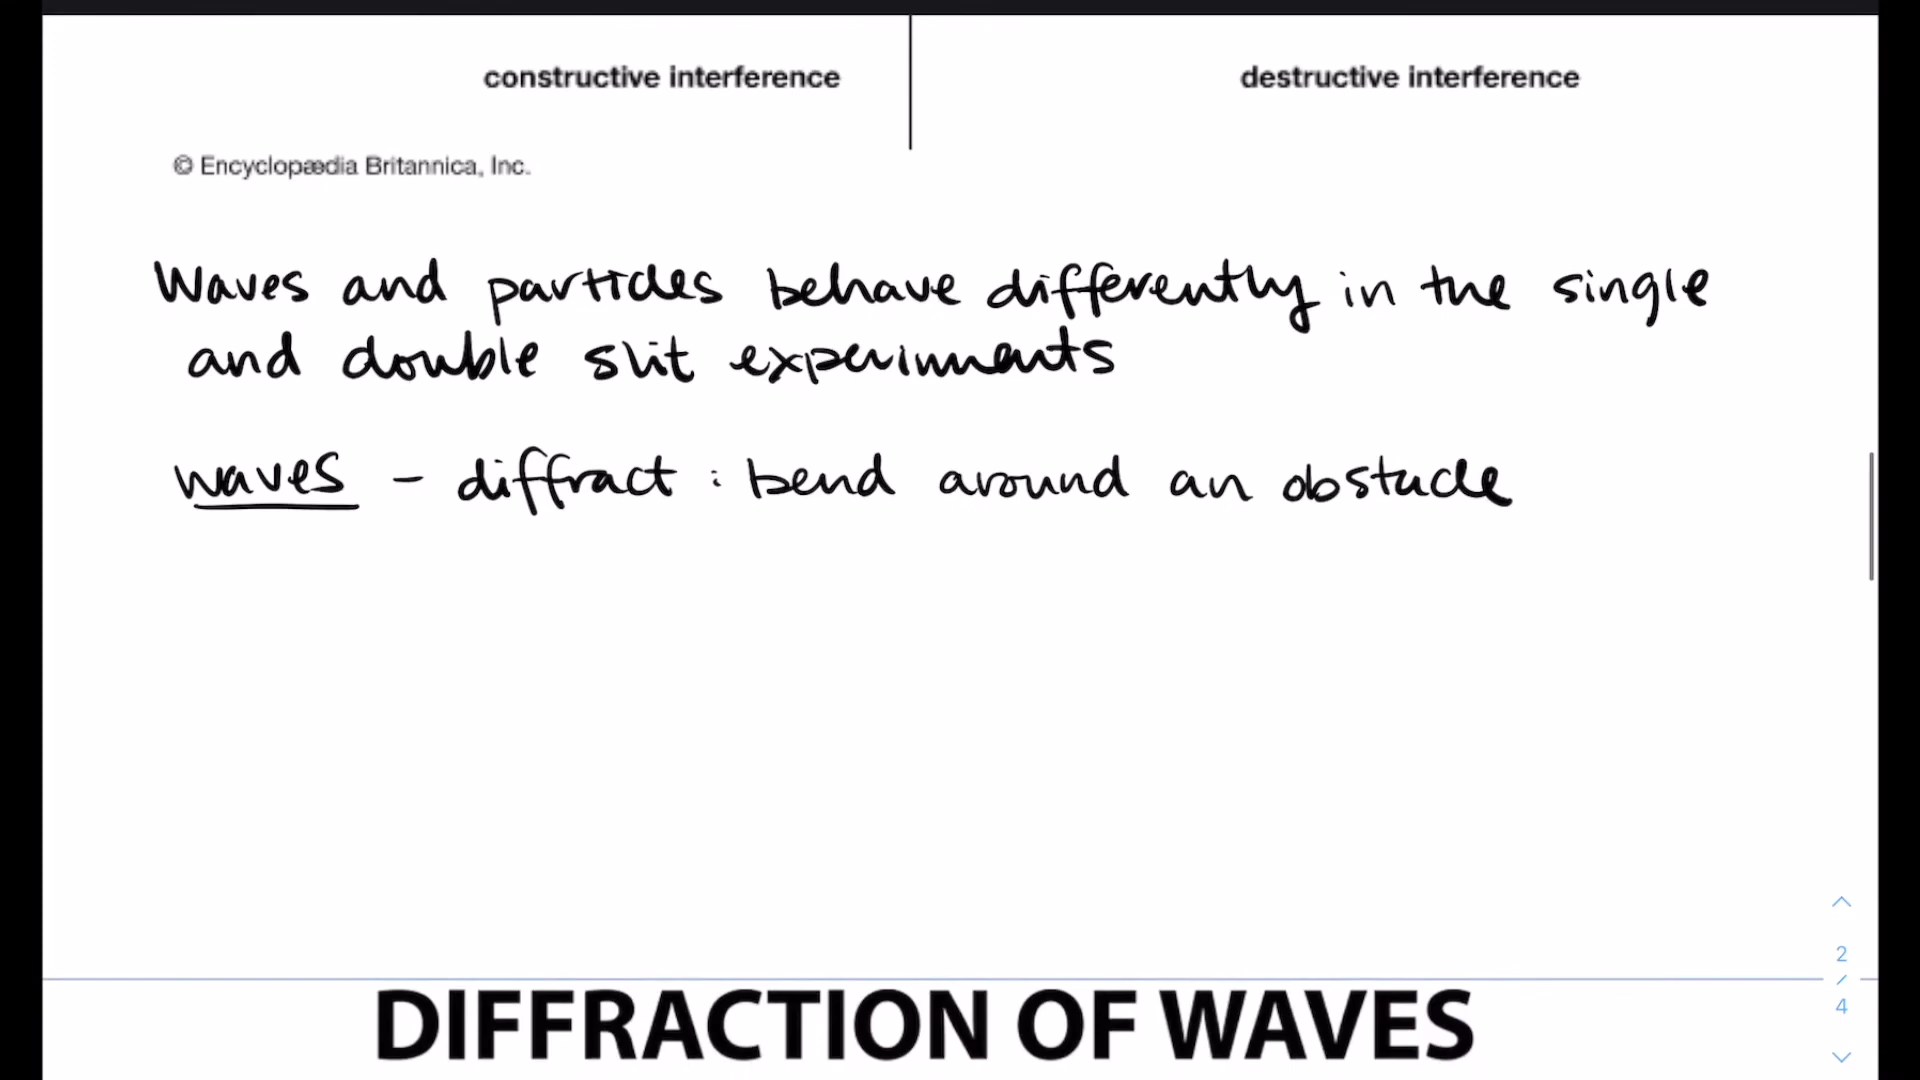 constructive interference
destructive interference
© Encyclopædia Britannica, Inc.
Waves and particles behave differently in the single
and double slit experiments
waves - diffract : bend around an obstacle
2
/
4
DIFFRACTION OF WAVES